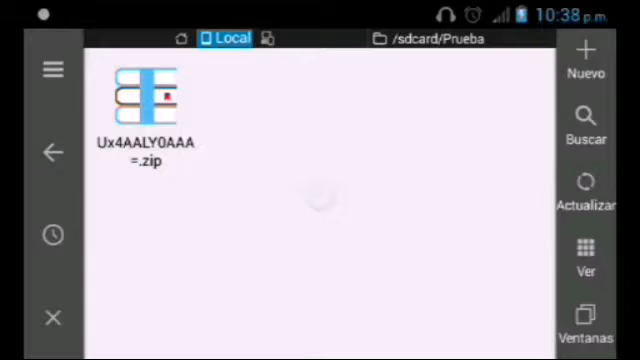 10:38 p.m.
Local
/sdcard/Prueba
Nuevo
Ux4AALY0AAA
=.zip
Buscar
Actualizar
Ver
Ventanas